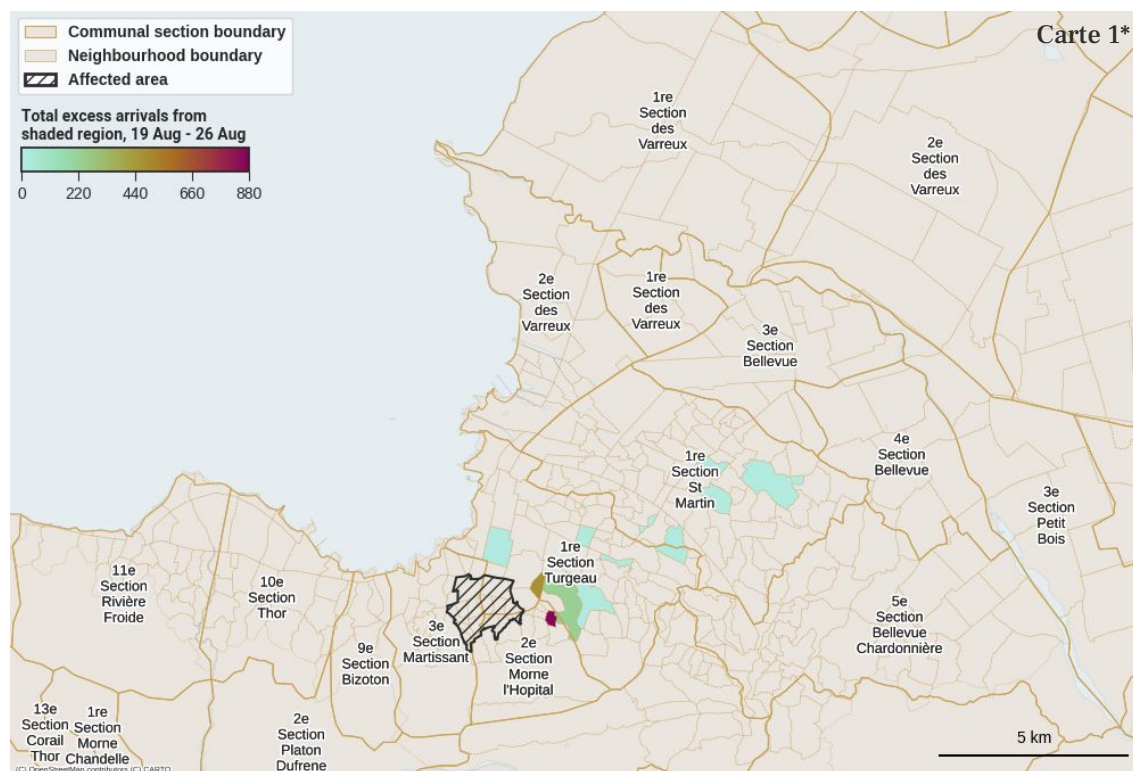 Communal section boundary
Neighbourhood boundary
Affected area
Total excess arrivals from
shaded region, 19 Aug - 26 Aug
0 220 440 660 880
Carte 1*
1re
Section
des
Varreux
2e
Section
des
Varreux
2e
Section
des
Varreux
1re
Section
des
Varreux
3e
Section
Bellevue
4e
Section
Bellevue
1re
Section
St
Martin
3e
Section
Petit
Bois
1re
Section
Turgeau
11e
Section
Rivière
Froide
10e
Section
Thor
9e
Section
Bizoton
3e
Section
Martissant
2e
Section
Morne
l'Hopital
5e
Section
Bellevue
Chardonnière
13e
Section
Corail
Thor
1re
Section
Morne
Chandelle
2e
Section
Platon
Dufrene
5 km
(C) OpenStreetMap contributors (C) CARTO